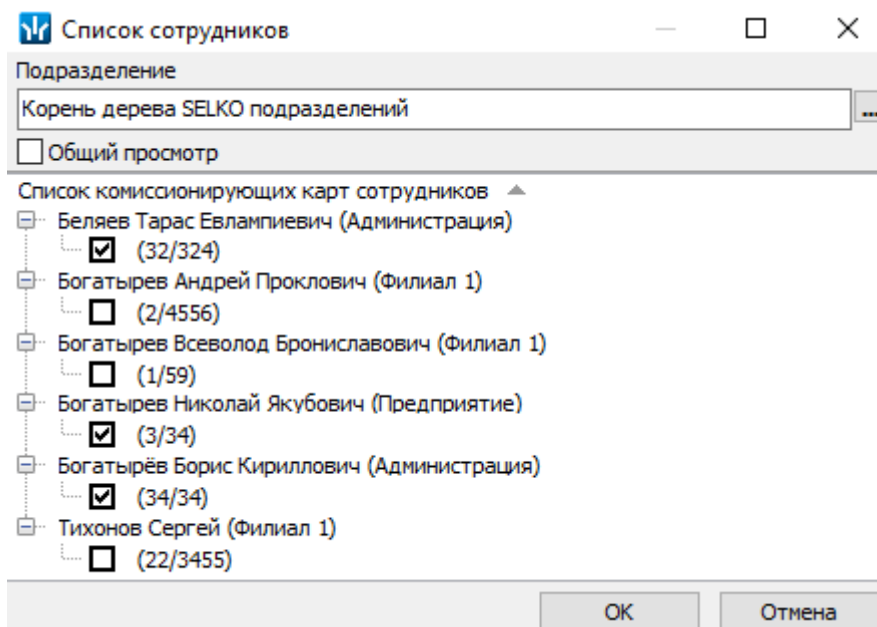 Список сотрудников
Подразделение
Корень дерева SELKO подразделений
...
Общий просмотр
Список комиссионирующих карт сотрудников
Беляев Тарас Евлампиевич (Администрация)
(32/324)
Богатырев Андрей Проклович (Филиал 1)
(2/4556)
Богатырев Всеволод Брониславович (Филиал 1)
(1/59)
Богатырев Николай Якубович (Предприятие)
(3/34)
Богатырёв Борис Кириллович (Администрация)
(34/34)
Тихонов Сергей (Филиал 1)
(22/3455)
ОК Отмена